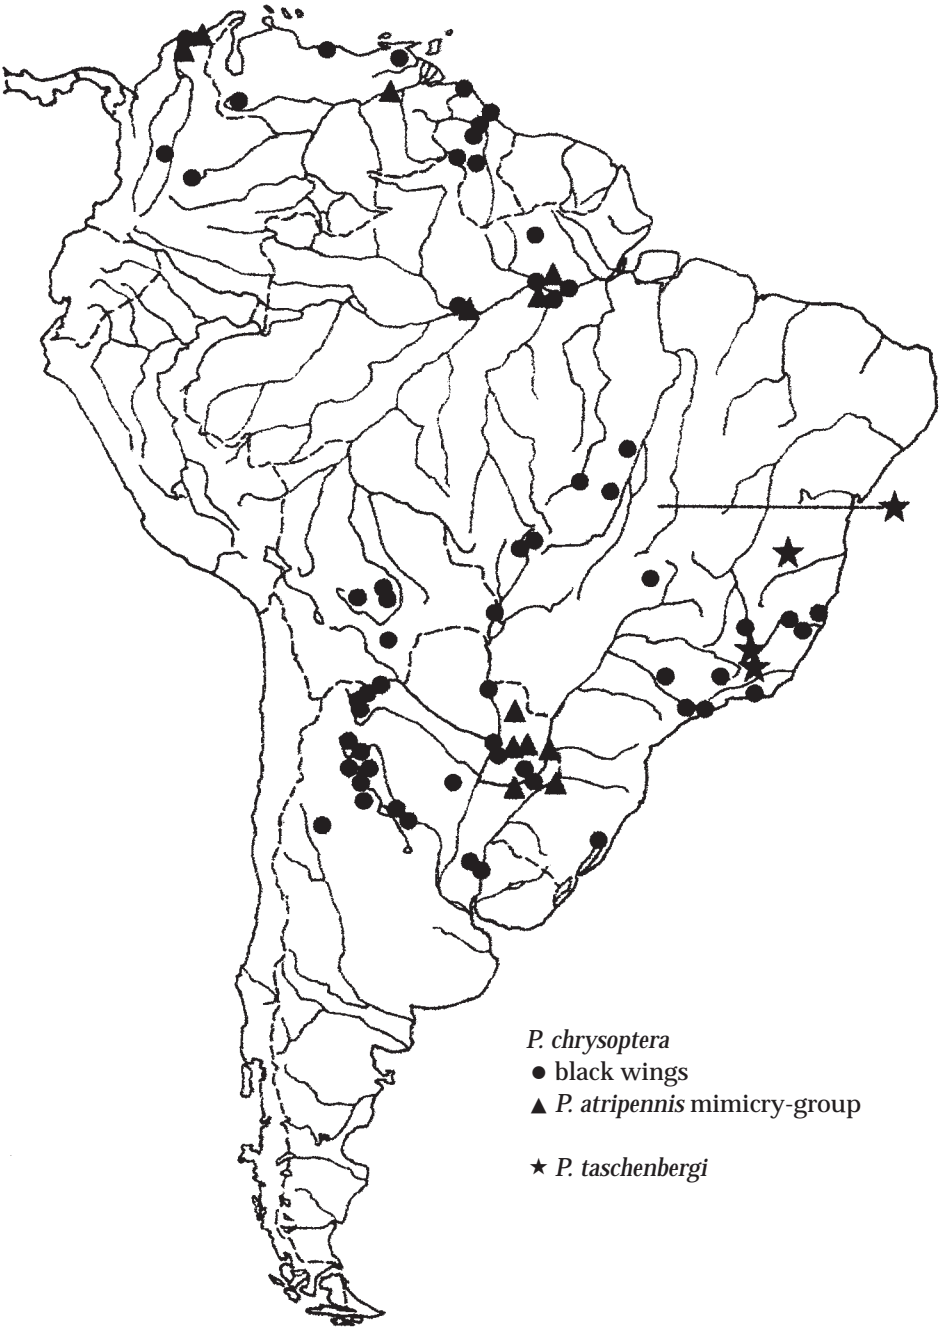 P. chrysoptera
● black wings
▲ P. atripennis mimicry-group
★ P. taschenbergi